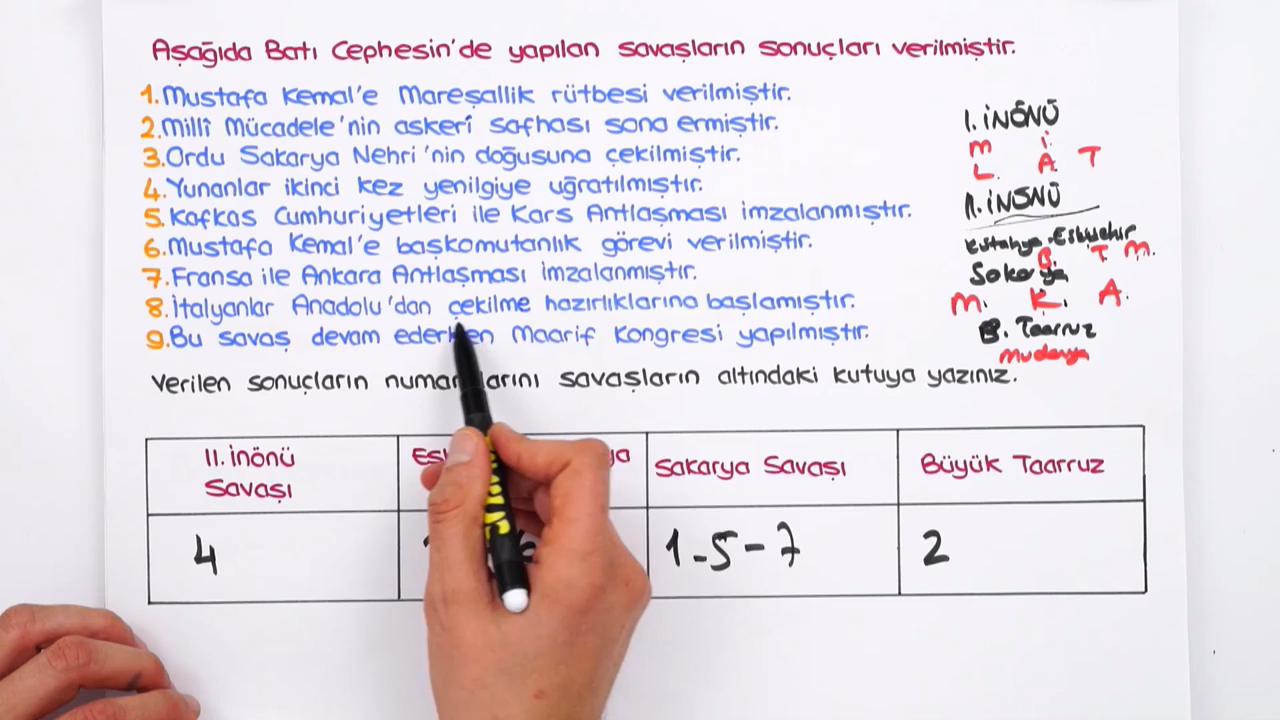 Aşağıda Batı Cephesin'de yapılan savaşların sonuçları verilmiştir.
1.Mustafa Kemal'e Mareşallik rütbesi verilmiştir.
2.Millî Mücadele'nin askerî safhası sona ermiştir.
3.Ordu Sakarya Nehri'nin doğusuna çekilmiştir.
4.Yunanlar ikinci kez yenilgiye uğratılmıştır.
5.Kafkas Cumhuriyetleri ile Kars Antlaşması imzalanmıştır.
6.Mustafa Kemal'e başkomutanlık görevi verilmiştir.
7.Fransa ile Ankara Antlaşması imzalanmıştır.
8.İtalyanlar Anadolu'dan çekilme hazırlıklarına başlamıştır.
9.Bu savaş devam ederken Maarif Kongresi yapılmıştır.
I. İNÖNÜ
M İ.
L. A T
II. İNÖNÜ
Kütahya-Eskişehir
B. T M.
Sakarya
M. K. A.
B. Taarruz
Mudanya
Verilen sonuçların savaşların altındaki kutuya yazınız.
II. İnönü
Savaşı
Sakarya Savaşı
Büyük Taarruz
4
1-5-7
2